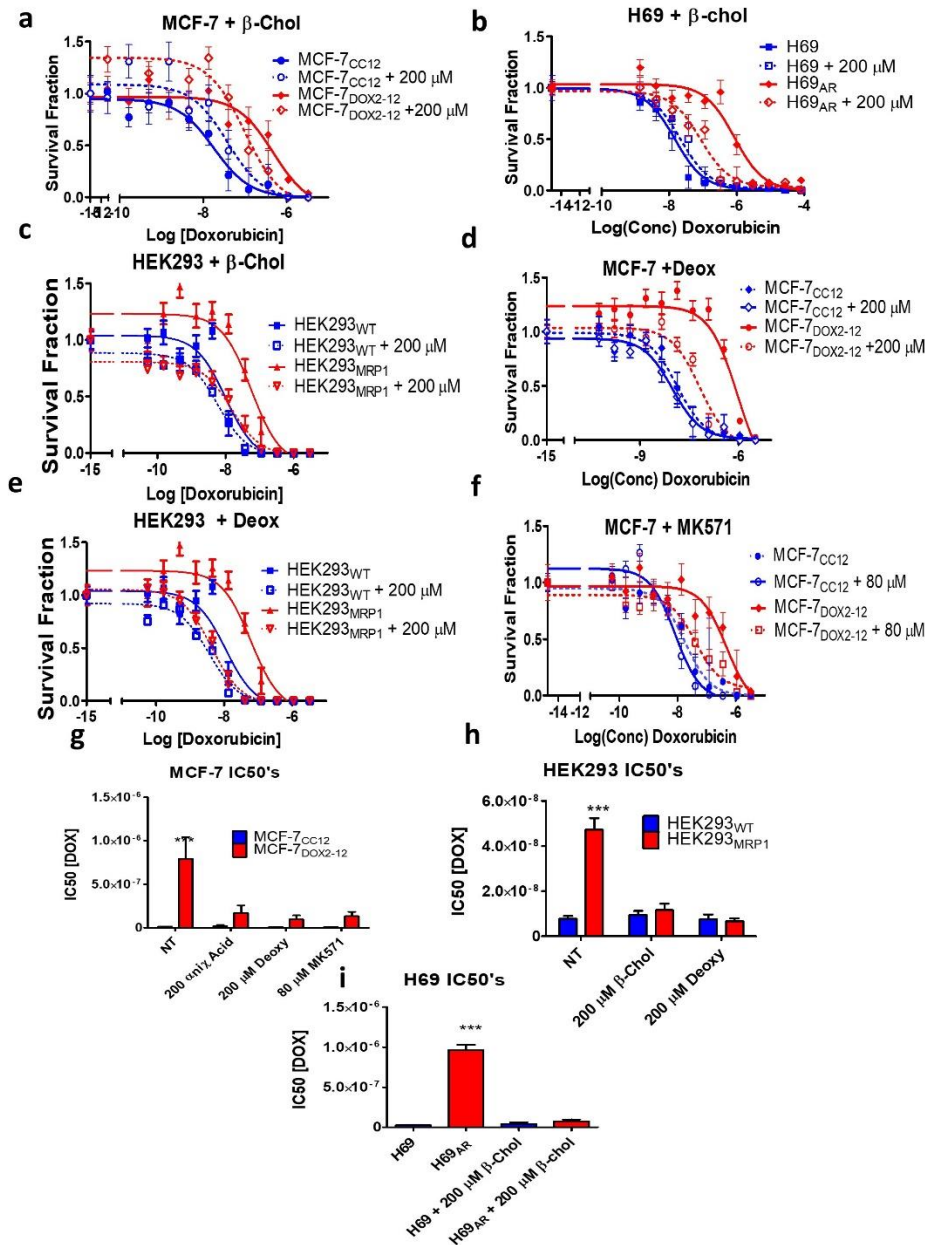 a
MCF-7 + β-Chol
Survival Fraction
1.5
1.0
0.5
0.0
-10
-8
-6
Log [Doxorubicin]
MCF-7CC12
MCF-7CC12 + 200 μM
MCF-7DOX2-12
MCF-7DOX2-12 +200 μM
b
H69 + β-chol
Survival Fraction
1.5
1.0
0.5
0.0
-14 -12 -10
-8
-6
-4
Log(Conc) Doxorubicin
H69
H69 + 200 μM
H69AR
H69AR + 200 μM
c
HEK293 + β-Chol
Survival Fraction
1.5
1.0
0.5
0.0
-15
-10
-8
-6
Log [Doxorubicin]
HEK293WT
HEK293WT + 200 μM
HEK293MRP1
HEK293MRP1 + 200 μM
d
MCF-7 +Deox
Survival Fraction
1.5
1.0
0.5
0.0
-15
-9
-6
Log(Conc) Doxorubicin
MCF-7CC12
MCF-7CC12 + 200 μM
MCF-7DOX2-12
MCF-7DOX2-12 +200 μM
e
HEK293 + Deox
Survival Fraction
1.5
1.0
0.5
0.0
-15
-10
-8
-6
Log [Doxorubicin]
HEK293WT
HEK293WT + 200 μM
HEK293MRP1
HEK293MRP1 + 200 μM
f
MCF-7 + MK571
Survival Fraction
1.5
1.0
0.5
0.0
-14
-12
-10
-8
-6
Log(Conc) Doxorubicin
MCF-7CC12
MCF-7CC12 + 80 μM
MCF-7DOX2-12
MCF-7DOX2-12 + 80 μM
g
MCF-7 IC50's
IC50 [DOX]
1.5×10-6
1.0×10-6
5.0×10-7
0
***
MCF-7CC12
MCF-7DOX2-12
NT
200 αniχ Acid
200 μM Deoxy
80 μM MK571
h
HEK293 IC50's
IC50 [DOX]
6.0×10-8
4.0×10-8
2.0×10-8
0
***
HEK293WT
HEK293MRP1
NT
200 μM β-Chol
200 μM Deoxy
i
H69 IC50's
IC50 [DOX]
1.5×10-6
1.0×10-6
5.0×10-7
0
***
H69
H69AR
H69 + 200 μM β-Chol
H69AR + 200 μM β-chol